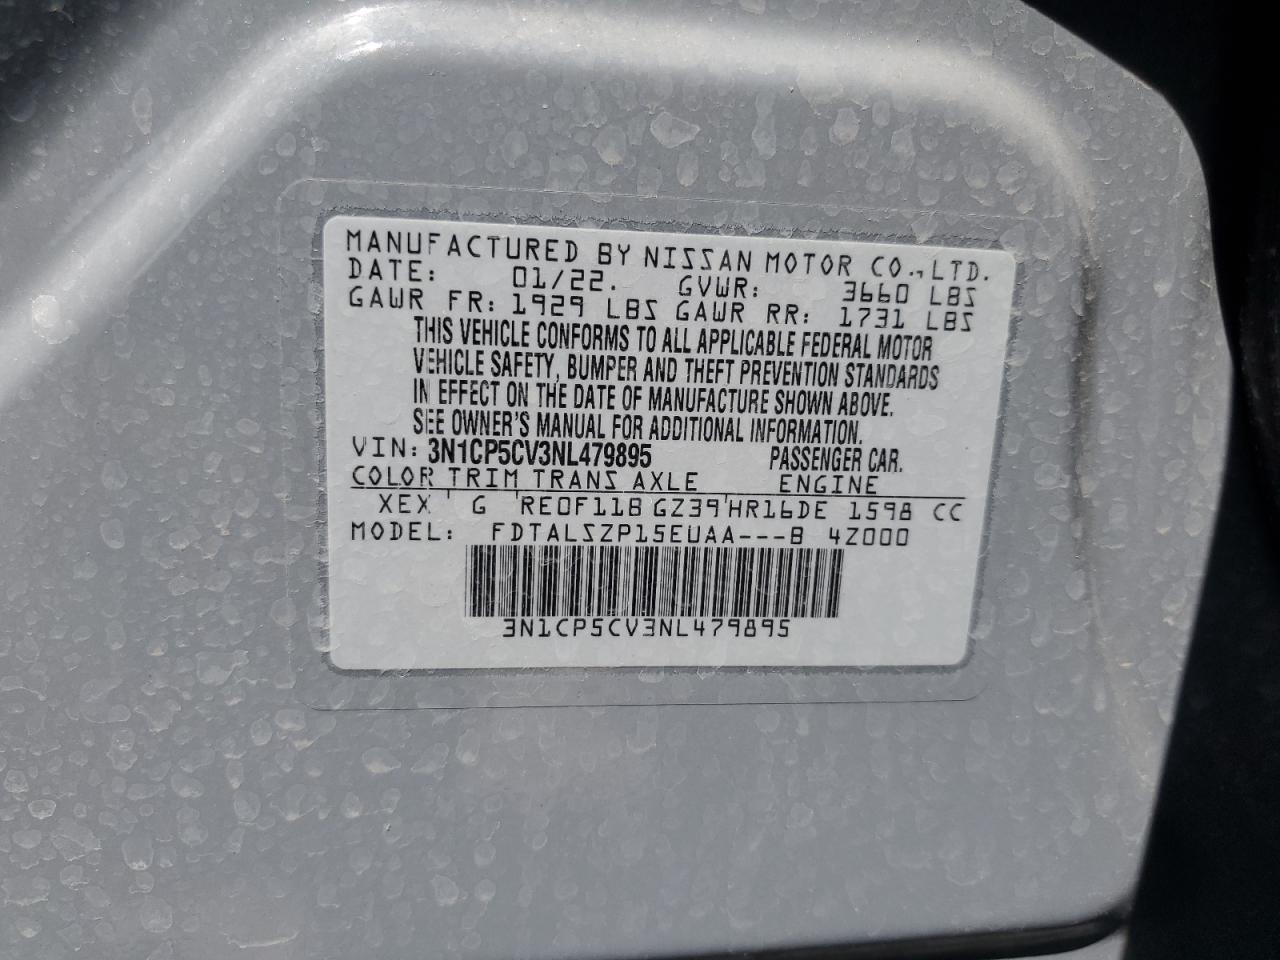 MANUFACTURED BY NISSAN MOTOR CO., LTD.
DATE: 01/22. GVWR: 3660 LBS
GAWR FR: 1929 LBS GAWR RR: 1731 LBS
THIS VEHICLE CONFORMS TO ALL APPLICABLE FEDERAL MOTOR
VEHICLE SAFETY, BUMPER AND THEFT PREVENTION STANDARDS
IN EFFECT ON THE DATE OF MANUFACTURE SHOWN ABOVE.
SEE OWNER'S MANUAL FOR ADDITIONAL INFORMATION.
VIN: 3N1CP5CV3NL479895 PASSENGER CAR.
COLOR TRIM TRANS AXLE ENGINE
XEX G RE0F11B GZ39 HR16DE 1598 CC
MODEL: FDTALSZP15EUAA---B 4Z000
3N1CP5CV3NL479895